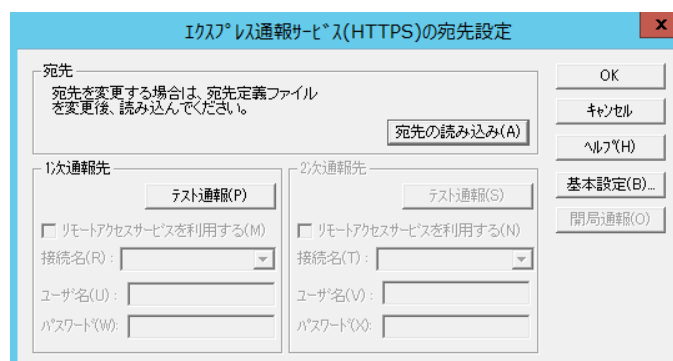 エクスプレス通報サービス(HTTPS)の宛先設定
x
宛先
宛先を変更する場合は、宛先定義ファイル
を変更後、読み込んでください。
宛先の読み込み(A)
OK
キャンセル
ヘルプ(H)
基本設定(B)...
開局通報(O)
1次通報先
テスト通報(P)
リモートアクセスサービスを利用する(M)
接続名(R):
ユーザ名(U):
パスワード(W):
2次通報先
テスト通報(S)
リモートアクセスサービスを利用する(N)
接続名(T):
ユーザ名(V):
パスワード(X):